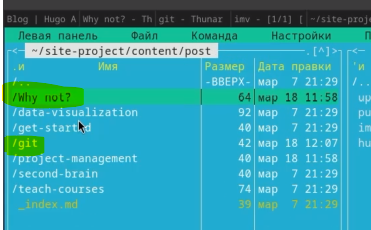 Blog | Hugo A Why not? - Th git - Thunar imv - [1/1] [ ~/site-proje
Левая панель Файл Команда Настройки П
~/site-project/content/post .[^]>
.и Имя Размер Дата правки 'и
/.. -ВВЕРХ- мар 7 21:29 /..
/Why not? 64 мар 18 11:58 up
/data-visualization 92 мар 7 21:29 pu
/get-started 40 мар 7 21:29 im
/git 42 мар 18 12:07 hu
/project-management 40 мар 18 11:58
/second-brain 40 мар 7 21:29
/teach-courses 74 мар 7 21:29
_index.md 39 мар 7 21:29